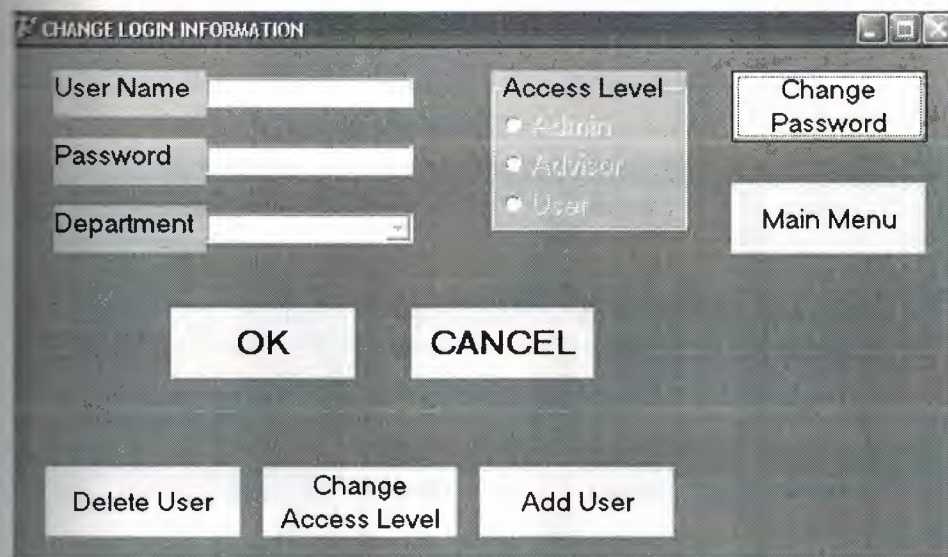 CHANGE LOGIN INFORMATION
User Name
Password
Department
Access Level
Admin
Advisor
User
Change
Password
Main Menu
OK
CANCEL
Delete User
Change
Access Level
Add User